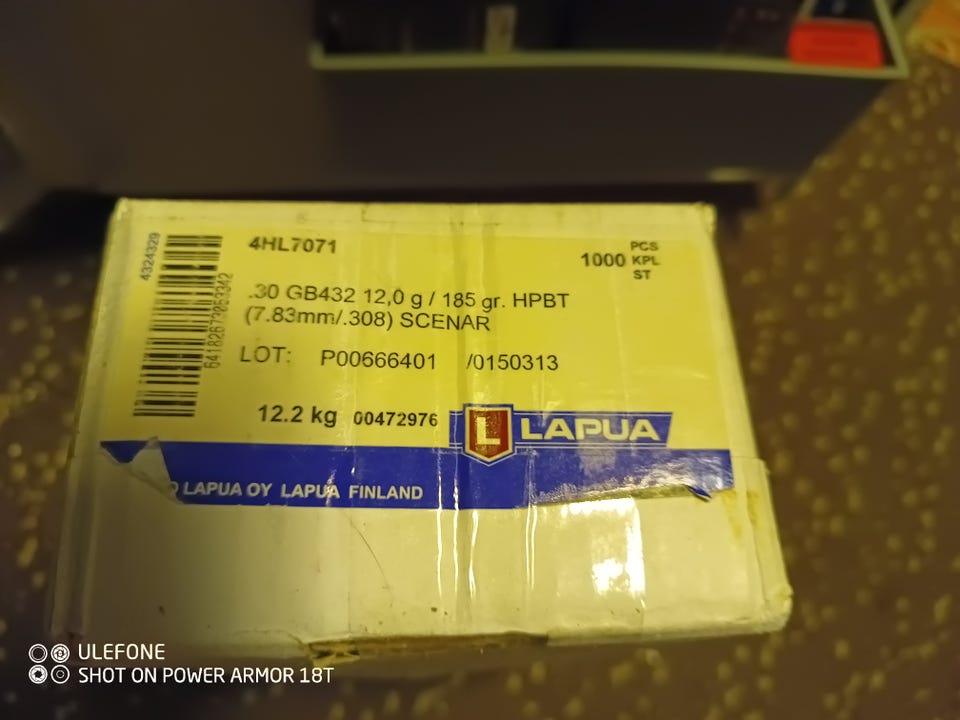 4324329
6418267053342
4HL7071
1000 PCS
KPL
ST
.30 GB432 12,0 g / 185 gr. HPBT
(7.83mm/.308) SCENAR
LOT: P00666401 /0150313
12.2 kg 00472976
L LAPUA
LAPUA OY LAPUA FINLAND
ULEFONE
SHOT ON POWER ARMOR 18T